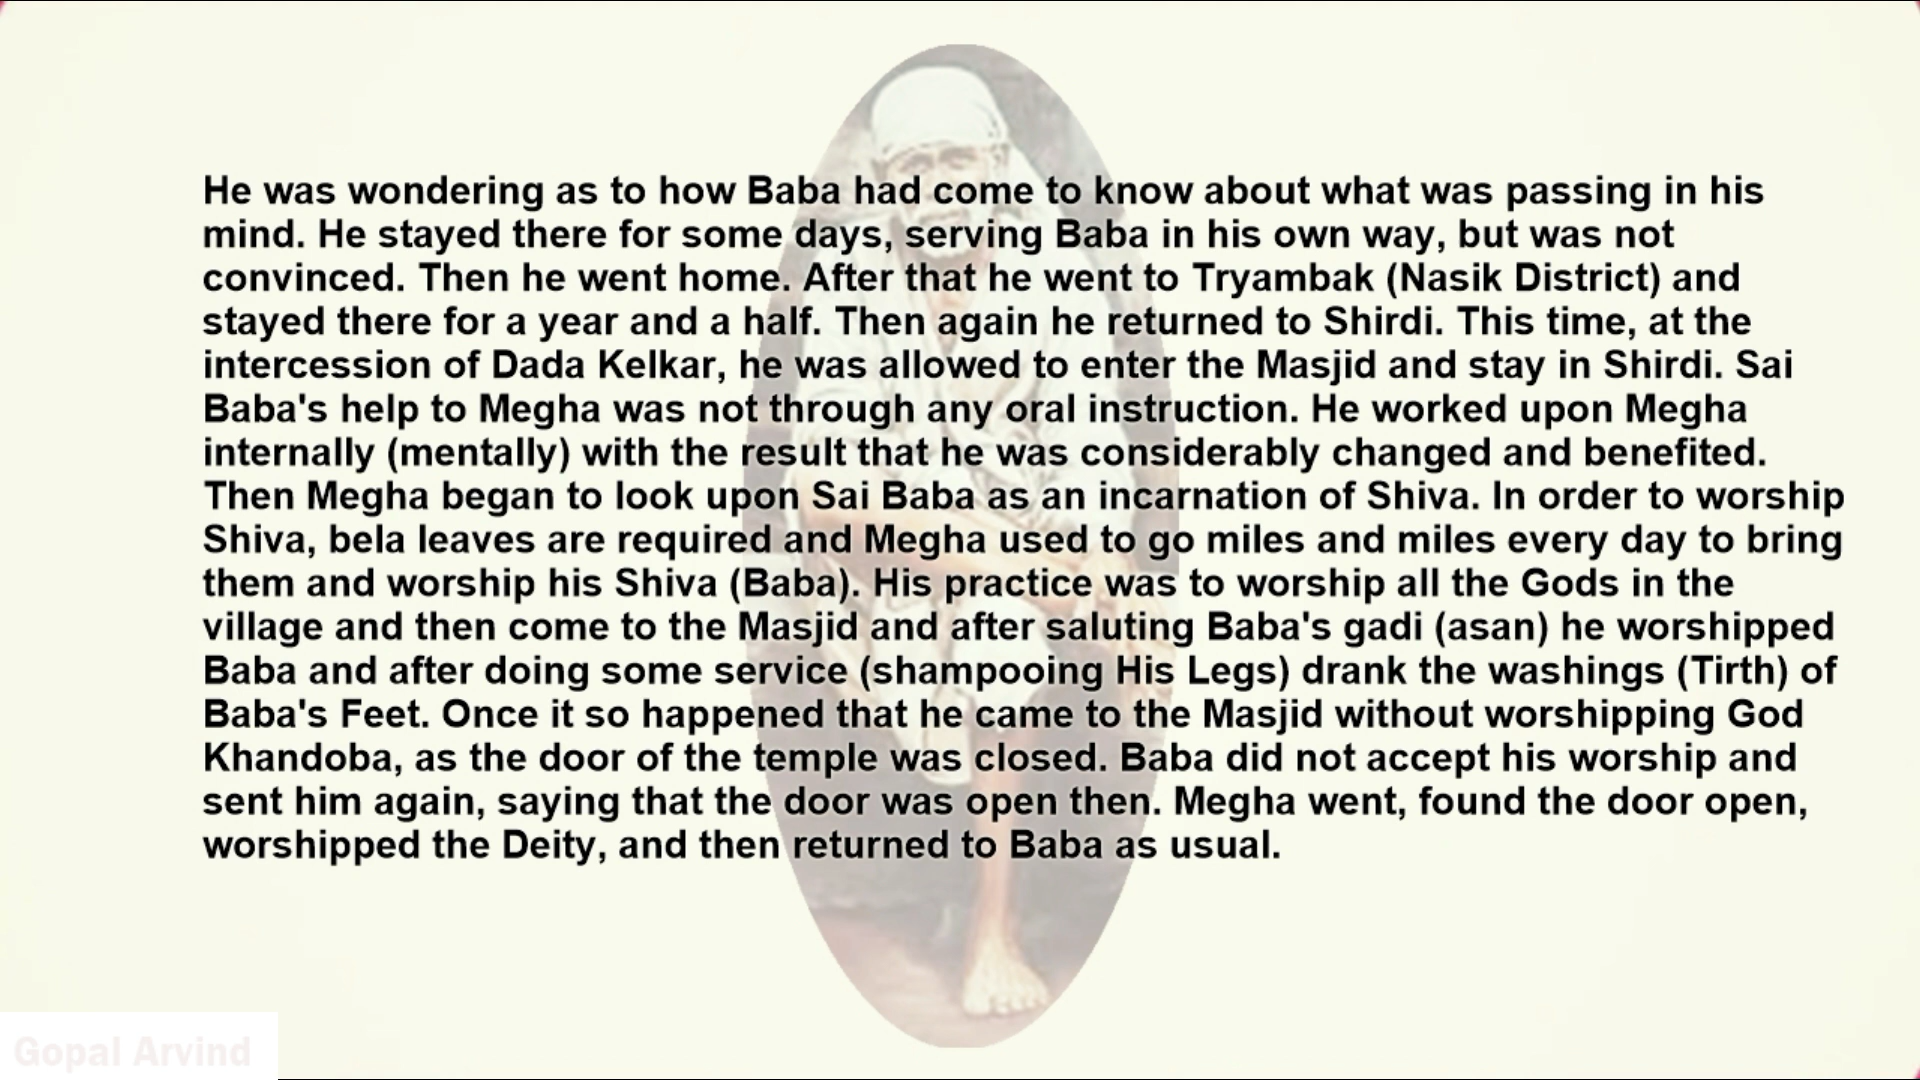 He was wondering as to how Baba had come to know about what was passing in his
mind. He stayed there for some days, serving Baba in his own way, but was not
convinced. Then he went home. After that he went to Tryambak (Nasik District) and
stayed there for a year and a half. Then again he returned to Shirdi. This time, at the
intercession of Dada Kelkar, he was allowed to enter the Masjid and stay in Shirdi. Sai
Baba's help to Megha was not through any oral instruction. He worked upon Megha
internally (mentally) with the result that he was considerably changed and benefited.
Then Megha began to look upon Sai Baba as an incarnation of Shiva. In order to worship
Shiva, bela leaves are required and Megha used to go miles and miles every day to bring
them and worship his Shiva (Baba). His practice was to worship all the Gods in the
village and then come to the Masjid and after saluting Baba's gadi (asan) he worshipped
Baba and after doing some service (shampooing His Legs) drank the washings (Tirth) of
Baba's Feet. Once it so happened that he came to the Masjid without worshipping God
Khandoba, as the door of the temple was closed. Baba did not accept his worship and
sent him again, saying that the door was open then. Megha went, found the door open,
worshipped the Deity, and then returned to Baba as usual.
Gopal Arvind